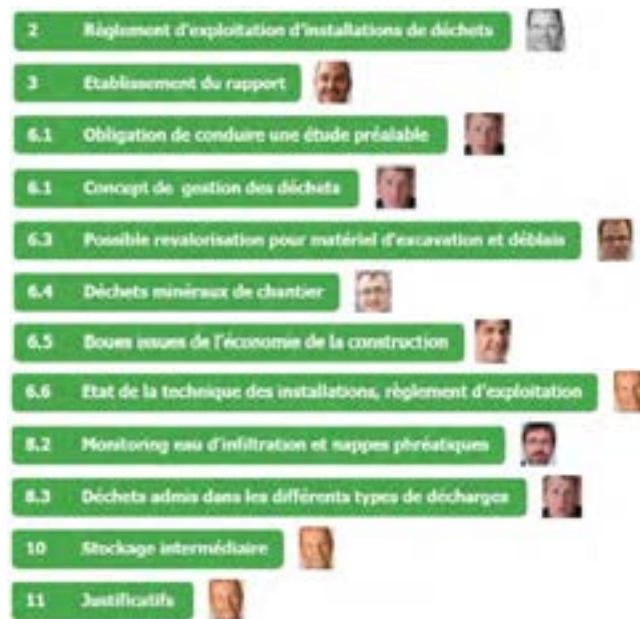 2 Règlement d'exploitation d'installations de déchets
3 Etablissement du rapport
6.1 Obligation de conduire une étude préalable
6.1 Concept de gestion des déchets
6.3 Possible revalorisation pour matériel d'excavation et déblais
6.4 Déchets minéraux de chantier
6.5 Boues issues de l'économie de la construction
6.6 Etat de la technique des installations, règlement d'exploitation
8.2 Monitoring eau d'infiltration et nappes phréatiques
8.3 Déchets admis dans les différents types de décharges
10 Stockage intermédiaire
11 Justificatifs